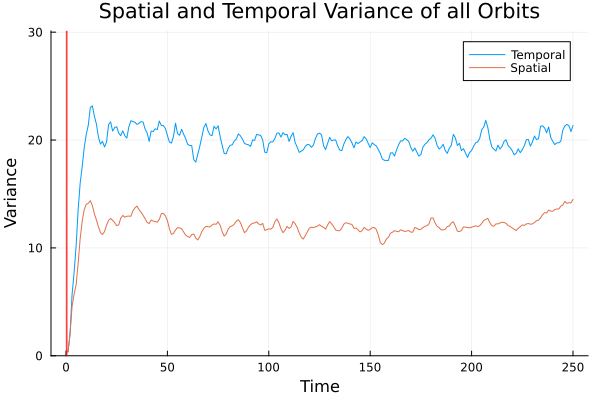 Spatial and Temporal Variance of all Orbits
30
Temporal
Spatial
20
Variance
10
0
0 50 100 150 200 250
Time